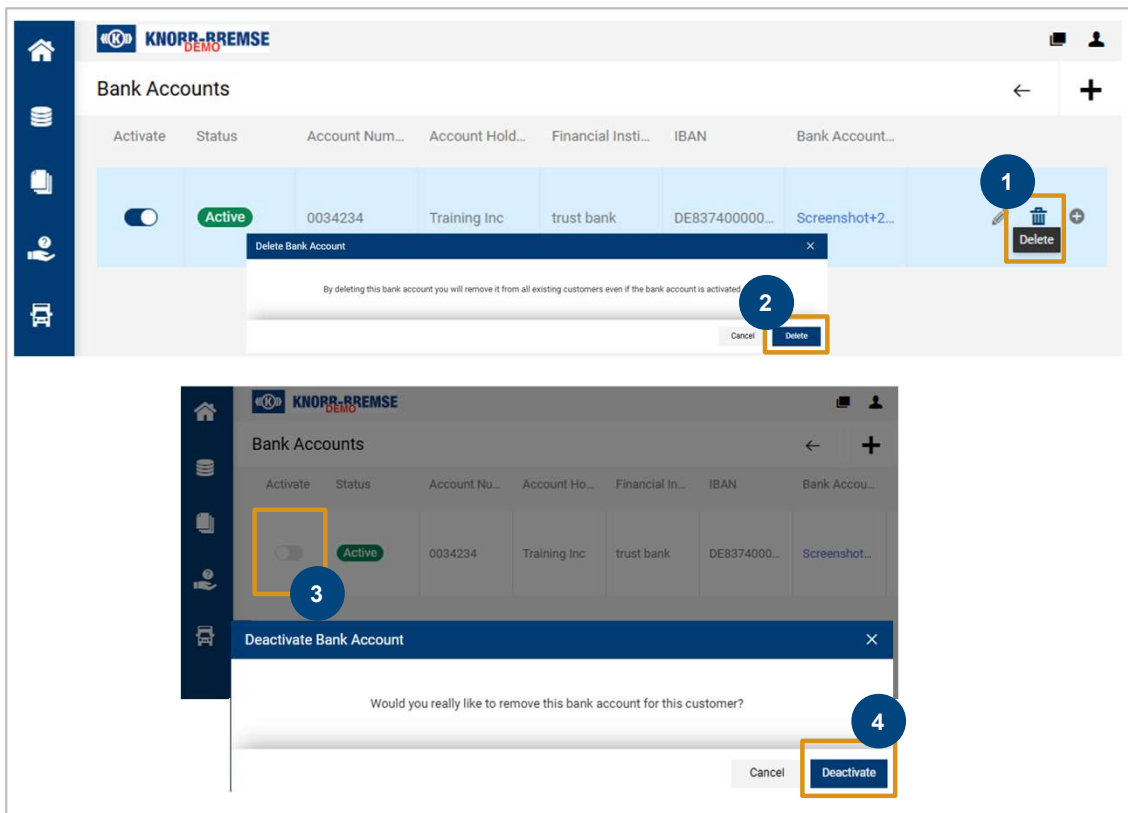 KNORR-BREMSE
DEMO
Bank Accounts
Activate Status Account Num... Account Hold... Financial Insti... IBAN Bank Account...
1
Active 0034234 Training Inc trust bank DE837400000... Screenshot+2...
Delete
Delete Bank Account
By deleting this bank account you will remove it from all existing customers even if the bank account is activated
2
Cancel Delete
KNORR-BREMSE
DEMO
Bank Accounts
Activate Status Account Nu... Account Ho... Financial In... IBAN Bank Accou...
Active 0034234 Training Inc trust bank DE8374000... Screenshot...
3
Deactivate Bank Account
Would you really like to remove this bank account for this customer?
4
Cancel Deactivate